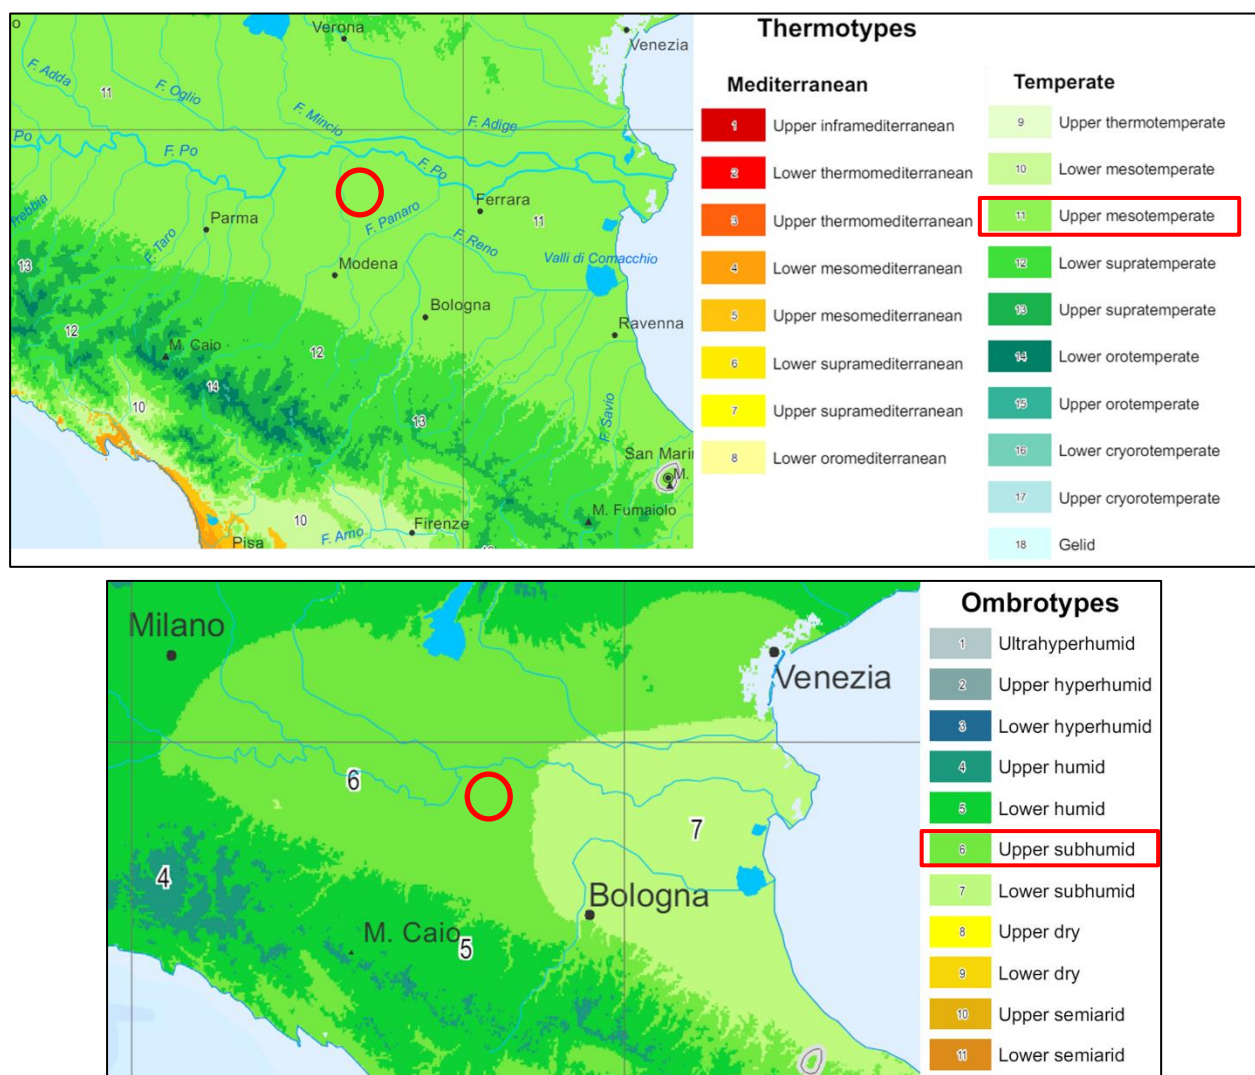 o
Verona
Venezia
F. Adda
11
F. Oglio
F. Mincio
F. Adige
Po
F. Po
F. Po
Ferrara
11
Parma
F. Panaro
F. Taro
F. Reno
Modena
Valli di Comacchio
13
Bologna
Ravenna
12
M. Caio
12
14
13
F. Savio
10
San Marin
M.
10
M. Fumaiolo
Firenze
F. Arno
Pisa
Thermotypes
Mediterranean
1 Upper inframediterranean
2 Lower thermomediterranean
3 Upper thermomediterranean
4 Lower mesomediterranean
5 Upper mesomediterranean
6 Lower supramediterranean
7 Upper supramediterranean
8 Lower oromediterranean
Temperate
9 Upper thermotemperate
10 Lower mesotemperate
11 Upper mesotemperate
12 Lower supratemperate
13 Upper supratemperate
14 Lower orotemperate
15 Upper orotemperate
16 Lower cryorotemperate
17 Upper cryorotemperate
18 Gelid
Milano
Venezia
6
7
4
Bologna
M. Caio
5
Ombrotypes
1 Ultrahyperhumid
2 Upper hyperhumid
3 Lower hyperhumid
4 Upper humid
5 Lower humid
6 Upper subhumid
7 Lower subhumid
8 Upper dry
9 Lower dry
10 Upper semiarid
11 Lower semiarid